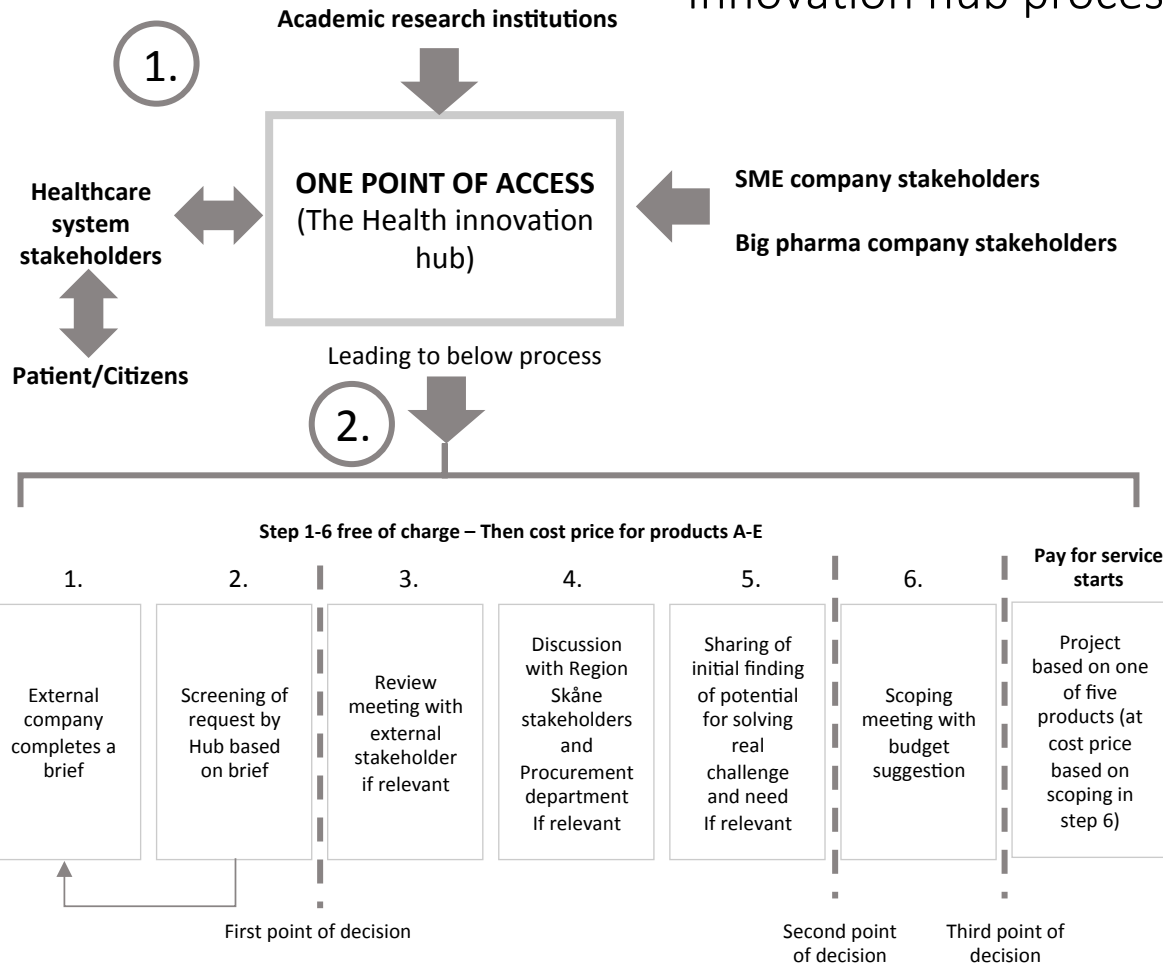 Innovation hub proces
Academic research institutions
1.
Healthcare
system
stakeholders
ONE POINT OF ACCESS
(The Health innovation
hub)
SME company stakeholders
Big pharma company stakeholders
Patient/Citizens
Leading to below process
2.
Step 1-6 free of charge – Then cost price for products A-E
1.
2.
3.
4.
5.
6.
Pay for service
starts
External
company
completes a
brief
Screening of
request by
Hub based
on brief
Review
meeting with
external
stakeholder
if relevant
Discussion
with Region
Skåne
stakeholders
and
Procurement
department
If relevant
Sharing of
initial finding
of potential
for solving
real
challenge
and need
If relevant
Scoping
meeting with
budget
suggestion
Project
based on one
of five
products (at
cost price
based on
scoping in
step 6)
First point of decision
Second point
of decision
Third point of
decision